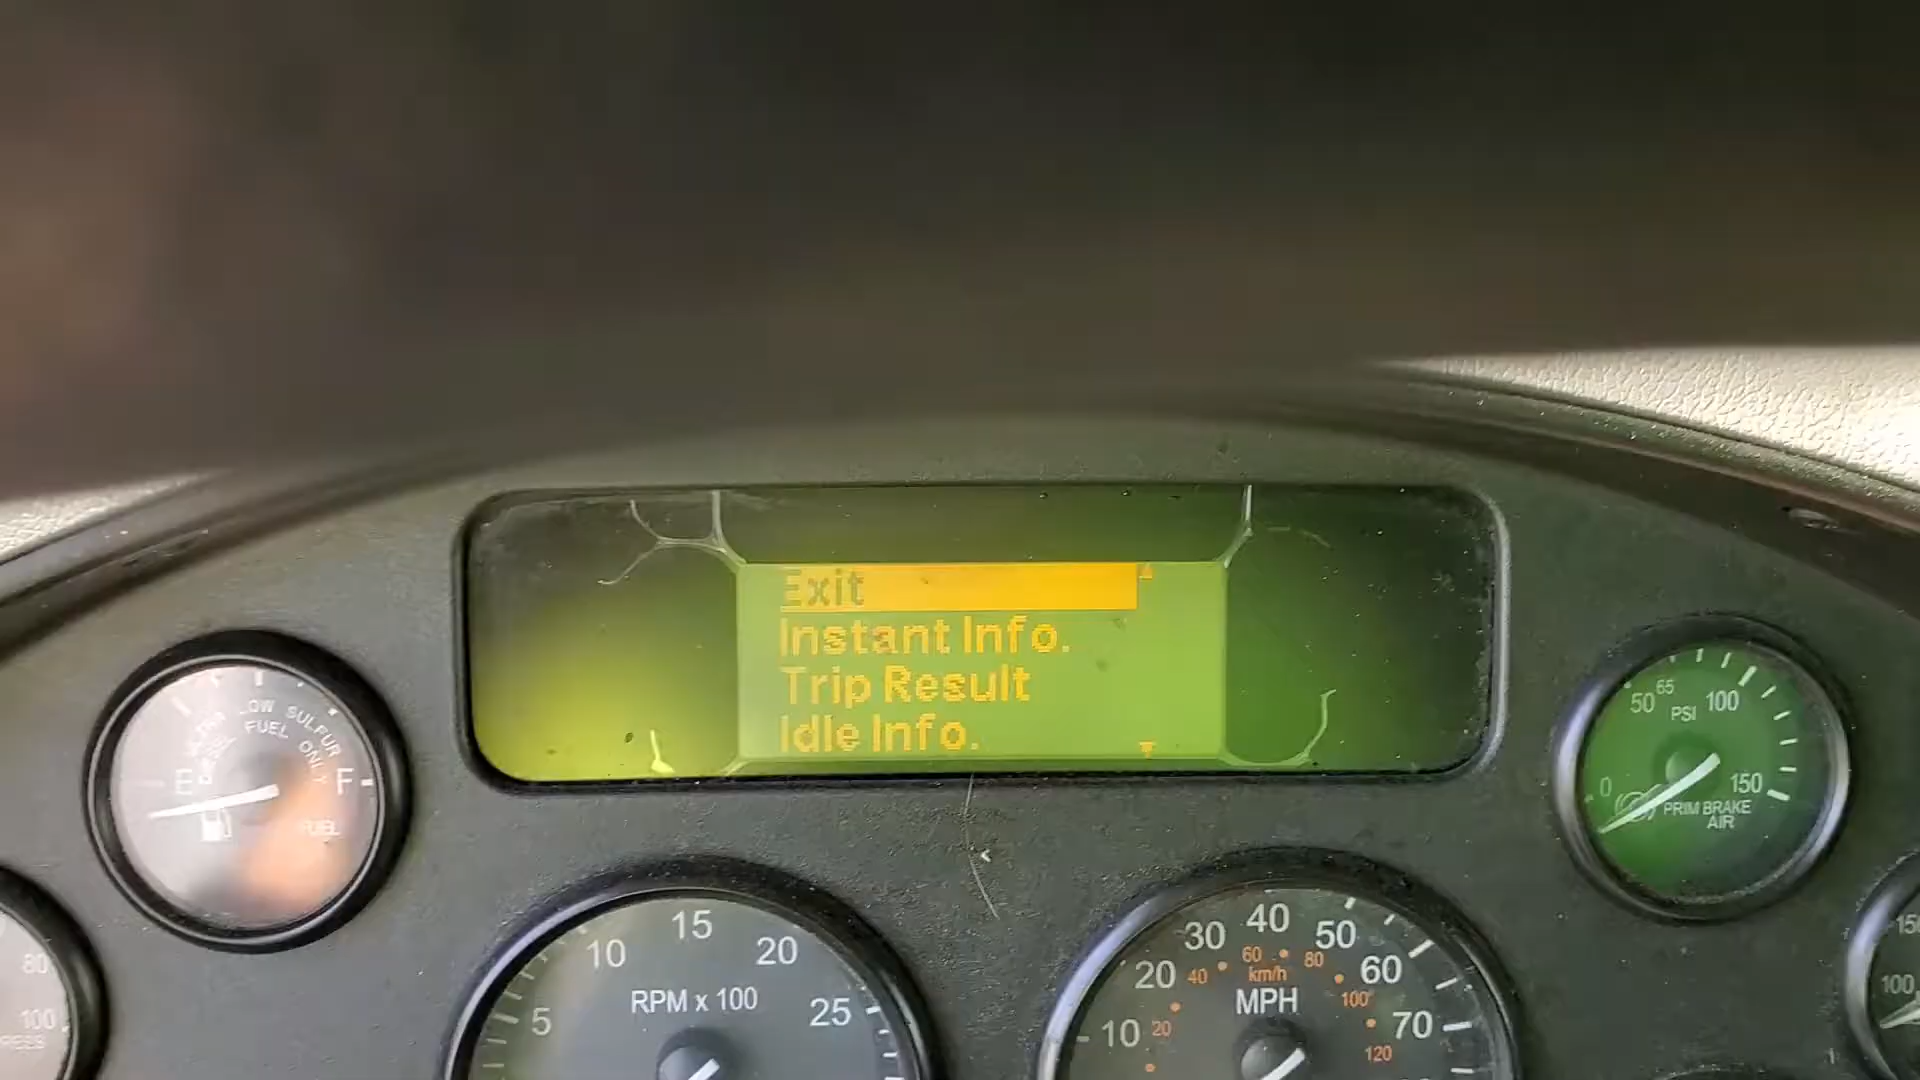 Exit
Instant Info.
Trip Result
Idle Info.
ULTRA LOW SULFUR
DIESEL FUEL ONLY
E
F
FUEL
50
65
100
PSI
0
150
PRIM BRAKE
AIR
80
100
5
10
15
20
25
RPM x 100
10
20
30
40
50
60
70
20
40
60
80
100
120
km/h
MPH
100